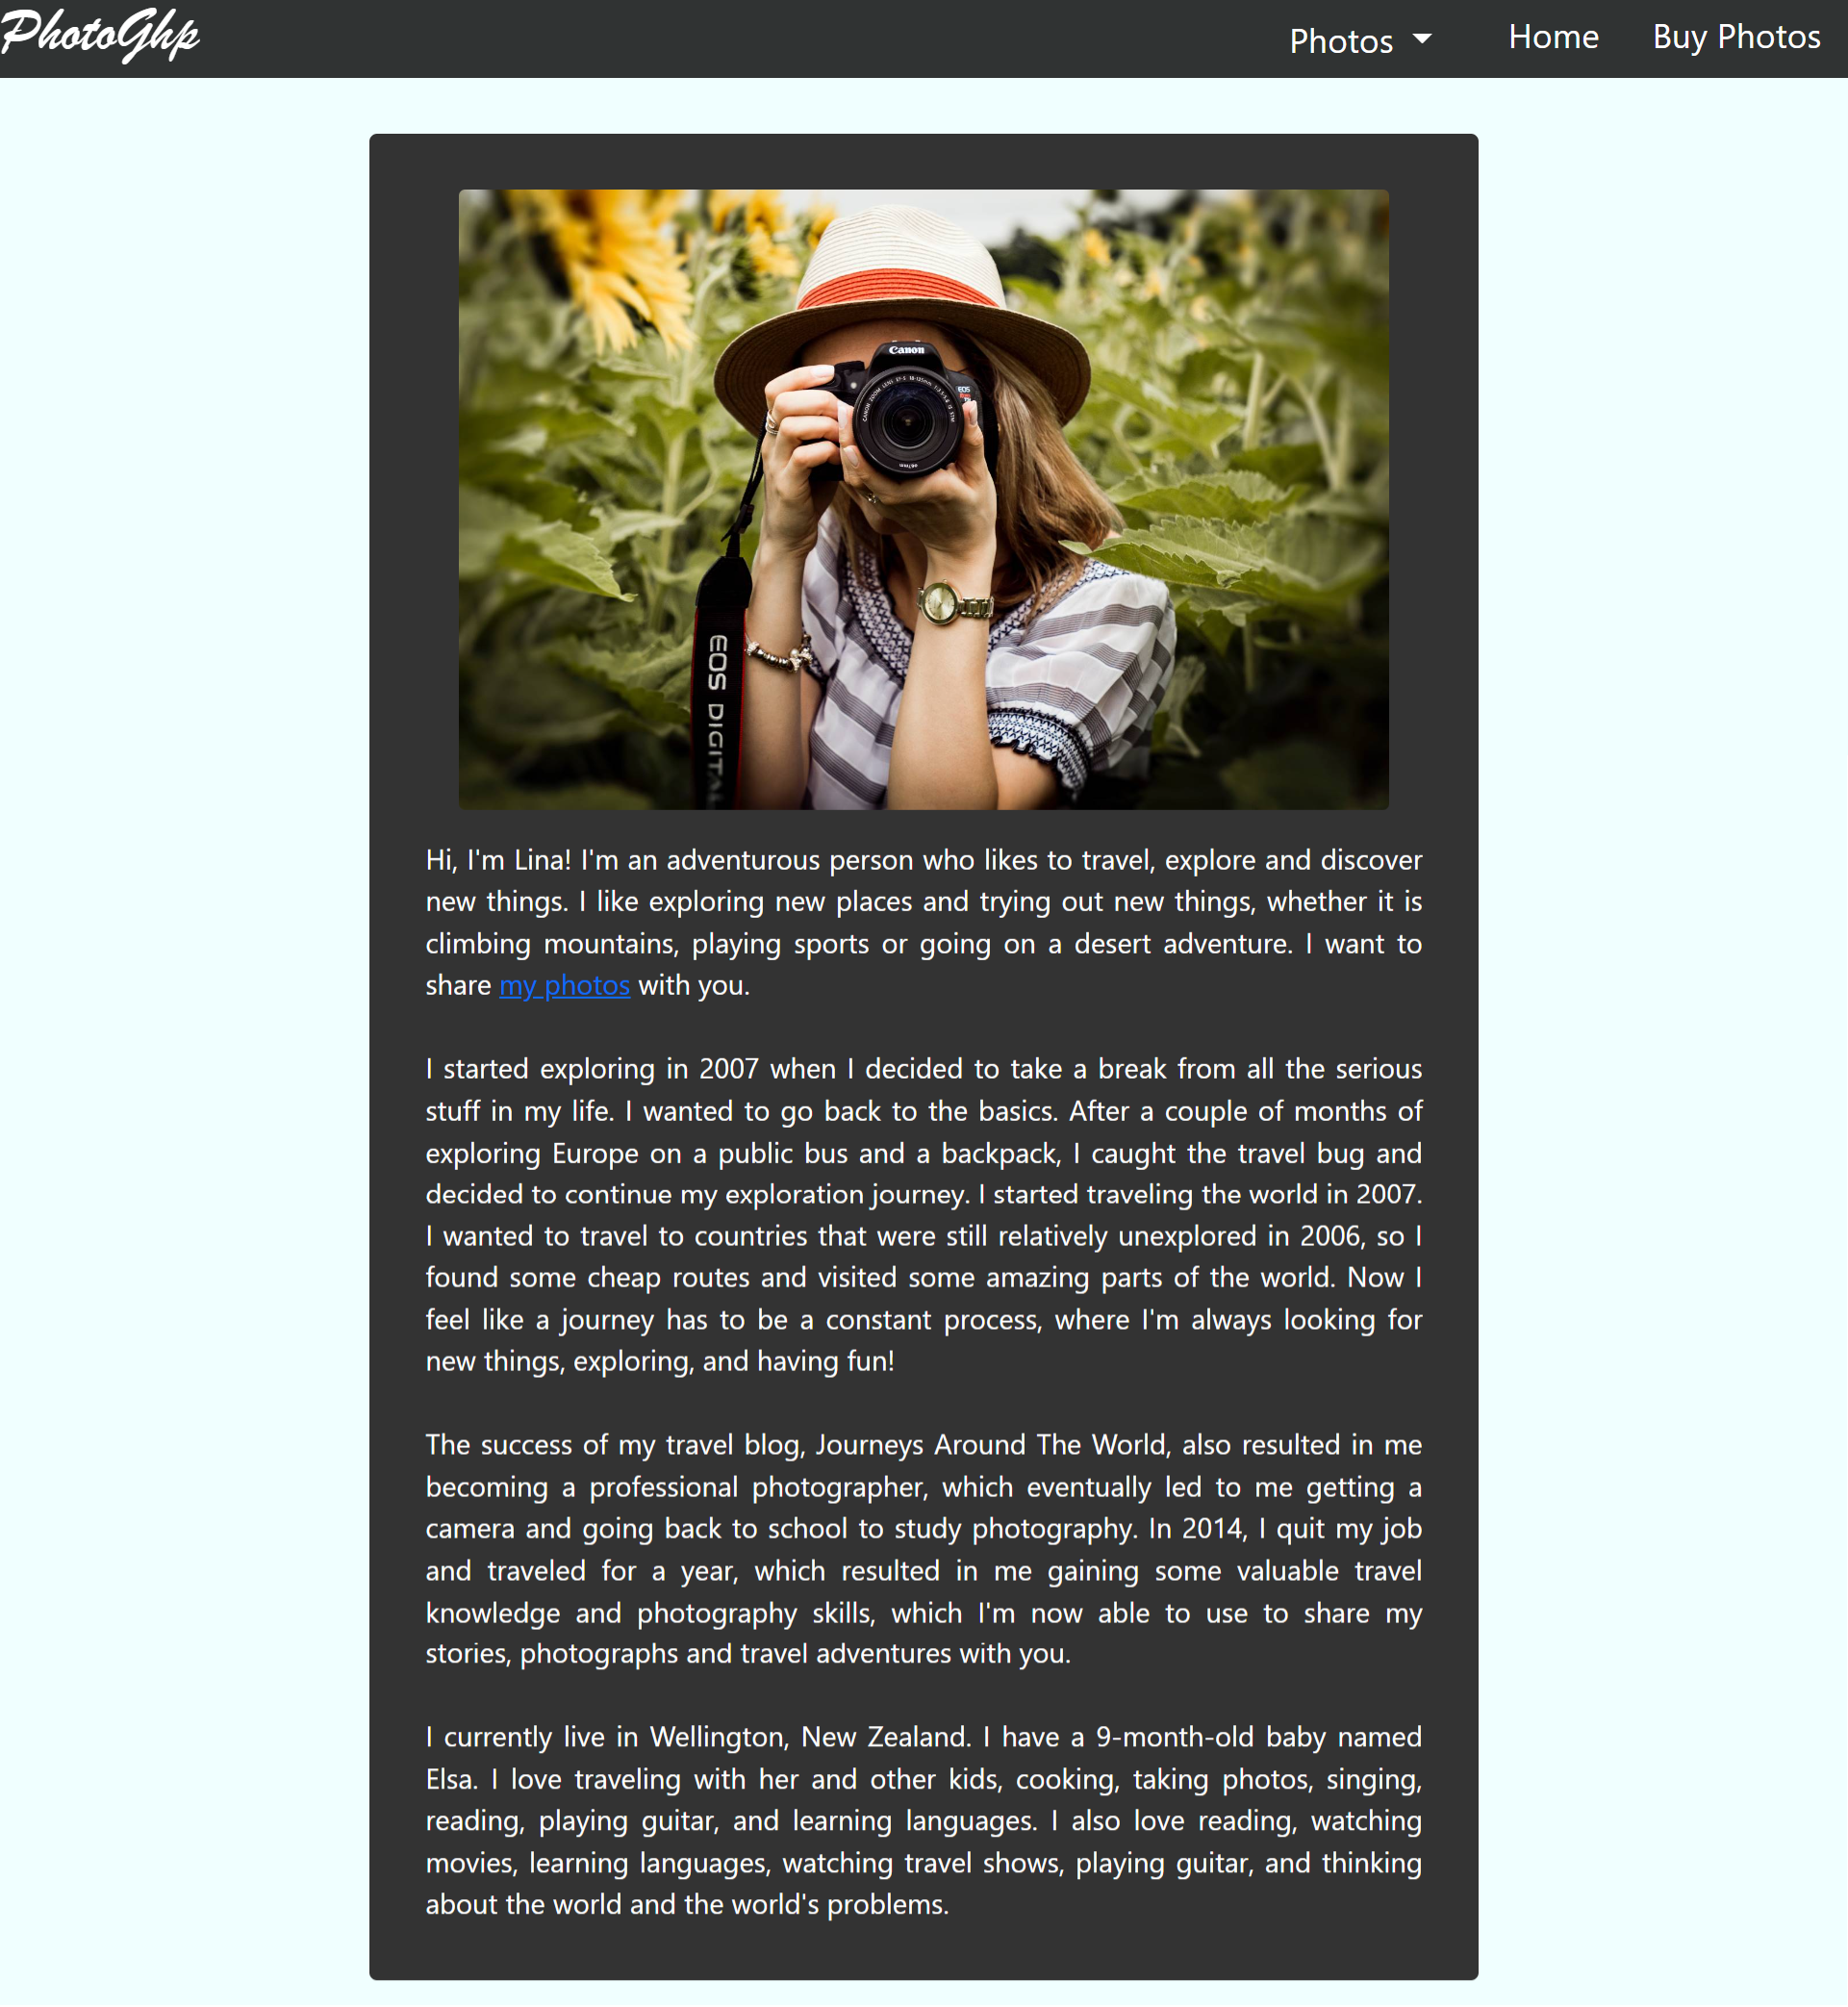 PhotoGhp
Photos
Home
Buy Photos
Canon
EOS
CANON ZOOM LENS EF-S 18-135mm 1:3.5-5.6 IS STM
EOS DIGITAL
Hi, I'm Lina! I'm an adventurous person who likes to travel, explore and discover
new things. I like exploring new places and trying out new things, whether it is
climbing mountains, playing sports or going on a desert adventure. I want to
share my photos with you.
I started exploring in 2007 when I decided to take a break from all the serious
stuff in my life. I wanted to go back to the basics. After a couple of months of
exploring Europe on a public bus and a backpack, I caught the travel bug and
decided to continue my exploration journey. I started traveling the world in 2007.
I wanted to travel to countries that were still relatively unexplored in 2006, so I
found some cheap routes and visited some amazing parts of the world. Now I
feel like a journey has to be a constant process, where I'm always looking for
new things, exploring, and having fun!
The success of my travel blog, Journeys Around The World, also resulted in me
becoming a professional photographer, which eventually led to me getting a
camera and going back to school to study photography. In 2014, I quit my job
and traveled for a year, which resulted in me gaining some valuable travel
knowledge and photography skills, which I'm now able to use to share my
stories, photographs and travel adventures with you.
I currently live in Wellington, New Zealand. I have a 9-month-old baby named
Elsa. I love traveling with her and other kids, cooking, taking photos, singing,
reading, playing guitar, and learning languages. I also love reading, watching
movies, learning languages, watching travel shows, playing guitar, and thinking
about the world and the world's problems.